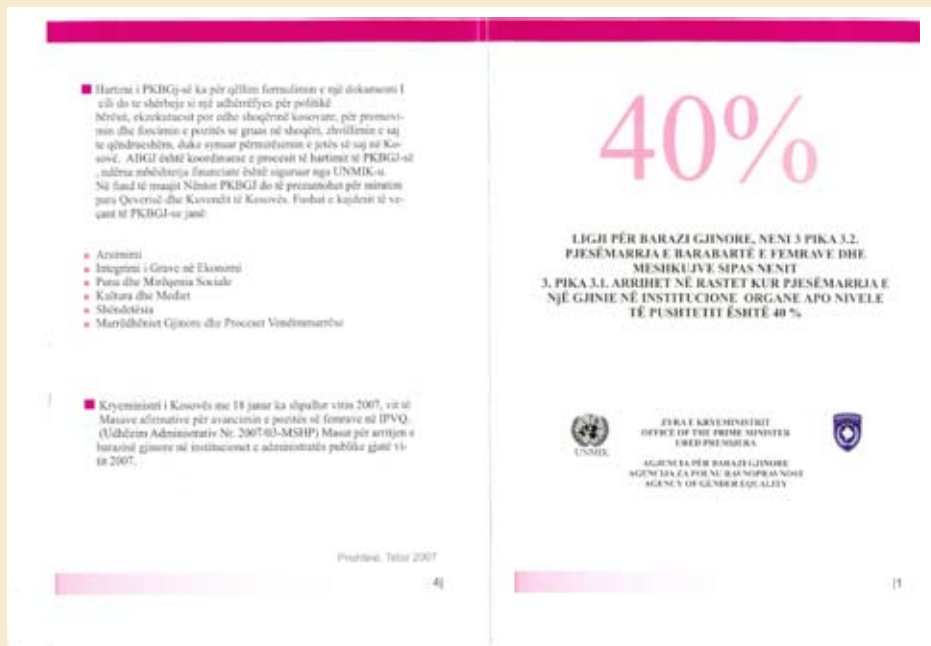 ■ Hartimi i PKBGj-së ka për qëllim formulimin e një dokumenti I
cili do te shërbeje si një adhërrëfyes për politikë
bërësit, ekzekutuesit por edhe shoqërinë kosovare, për promovi-
min dhe forcimin e pozitës se gruas në shoqëri, zhvillimin e saj
te qëndrueshëm, duke synuar përmirësimin e jetës së saj në Ko-
sovë. ABGJ është koordinuese e procesit të hartimit të PKBGJ-së
, ndërsa mbështetja financiare është siguruar nga UNMIK-u.
Në fund të muajit Nëntor PKBGJ do të prezantohet për miratim
para Qeverisë dhe Kuvendit të Kosovës. Fushat e kujdesit të ve-
çant të PKBGJ-se janë:
Arsimimi
Integrimi i Grave në Ekonomi
Puna dhe Mirëqenia Sociale
Kultura dhe Mediet
Shëndetësia
Marrëdhëniet Gjinore dhe Proceset Vendimmarrëse
■ Kryeministri i Kosovës me 18 janar ka shpallur vitin 2007, vit të
Masave afirmative për avancimin e pozitës së femrave në IPVQ.
(Udhëzim Administrativ Nr. 2007/03-MSHP) Masat për arritjen e
barazisë gjinore në institucionet e administratës publike gjatë vi-
tit 2007.
Prishtinë, Tetor 2007
4|
40%
LIGJI PËR BARAZI GJINORE, NENI 3 PIKA 3.2.
PJESËMARRJA E BARABARTË E FEMRAVE DHE
MESHKUJVE SIPAS NENIT
3. PIKA 3.1. ARRIHET NË RASTET KUR PJESËMARRJA E
NjË GJINIE NË INSTITUCIONE ORGANE APO NIVELE
TË PUSHTETIT ËSHTË 40 %
UNMIK
ZYRA E KRYEMINISTRIT
OFFICE OF THE PRIME MINISTER
URED PREMIJERA
AGJENCIA PËR BARAZI GJINORE
AGENCIJA ZA POLNU RAVNOPRAVNOST
AGENCY OF GENDER EQUALITY
|1